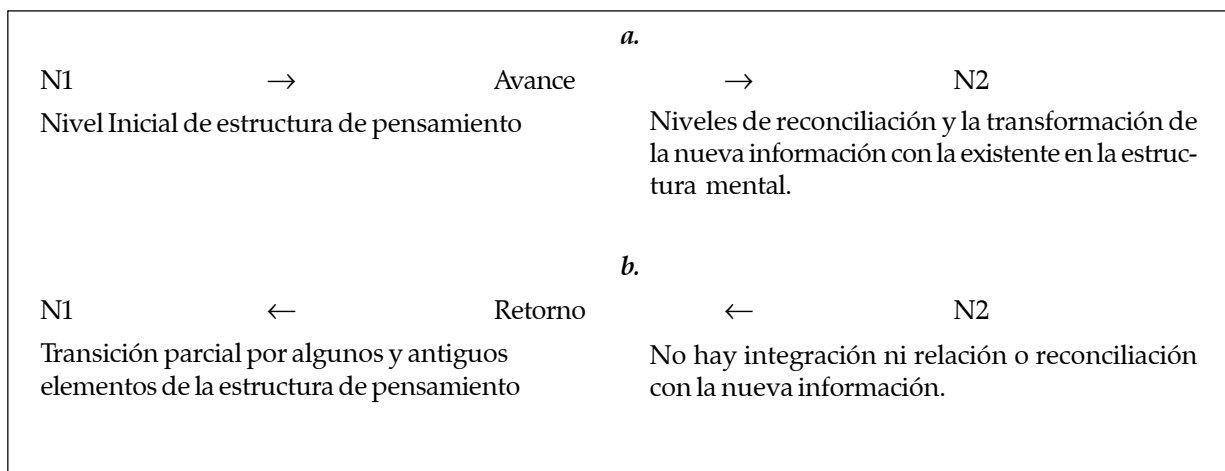 a.
N1 → Avance → N2
Nivel Inicial de estructura de pensamiento
Niveles de reconciliación y la transformación de
la nueva información con la existente en la estruc-
tura mental.
b.
N1 ← Retorno ← N2
Transición parcial por algunos y antiguos
elementos de la estructura de pensamiento
No hay integración ni relación o reconciliación
con la nueva información.